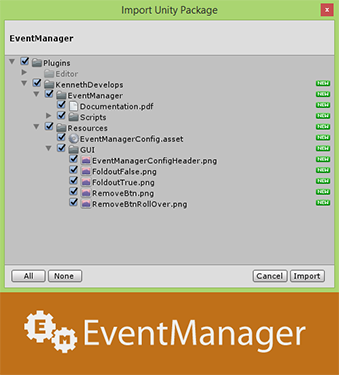 Import Unity Package
x
EventManager
Plugins
Editor
KennethDevelops NEW
EventManager NEW
Documentation.pdf NEW
Scripts NEW
Resources NEW
EventManagerConfig.asset NEW
GUI NEW
EventManagerConfigHeader.png NEW
FoldoutFalse.png NEW
FoldoutTrue.png NEW
RemoveBtn.png NEW
RemoveBtnRollOver.png NEW
All None Cancel Import
E M EventManager